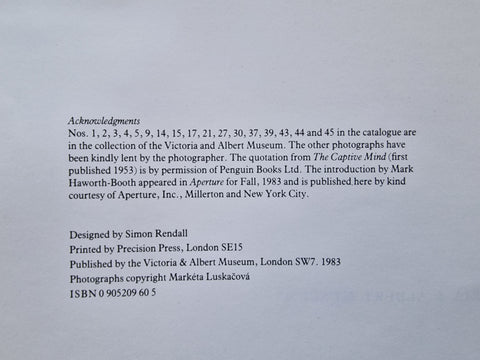 Acknowledgments
Nos. 1, 2, 3, 4, 5, 9, 14, 15, 17, 21, 27, 30, 37, 39, 43, 44 and 45 in the catalogue are
in the collection of the Victoria and Albert Museum. The other photographs have
been kindly lent by the photographer. The quotation from The Captive Mind (first
published 1953) is by permission of Penguin Books Ltd. The introduction by Mark
Haworth-Booth appeared in Aperture for Fall, 1983 and is published here by kind
courtesy of Aperture, Inc., Millerton and New York City.
Designed by Simon Rendall
Printed by Precision Press, London SE15
Published by the Victoria & Albert Museum, London SW7. 1983
Photographs copyright Markéta Luskačová
ISBN 0 905209 60 5